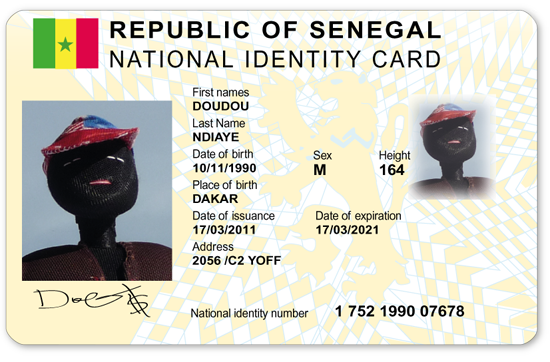 REPUBLIC OF SENEGAL
NATIONAL IDENTITY CARD
First names
DOUDOU
Last Name
NDIAYE
Date of birth Sex Height
10/11/1990 M 164
Place of birth
DAKAR
Date of issuance Date of expiration
17/03/2011 17/03/2021
Address
2056 /C2 YOFF
National identity number 1 752 1990 07678